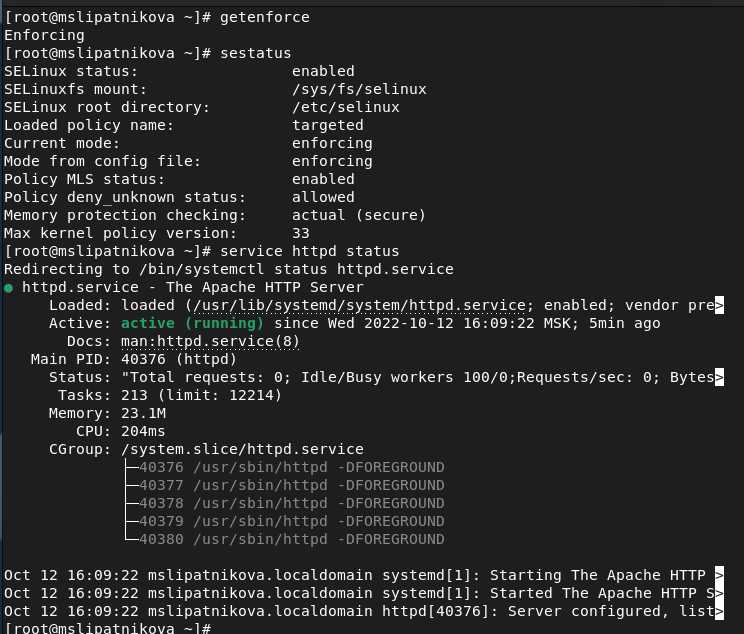 [root@mslipatnikova ~]# getenforce
Enforcing
[root@mslipatnikova ~]# sestatus
SELinux status:                 enabled
SELinuxfs mount:                /sys/fs/selinux
SELinux root directory:         /etc/selinux
Loaded policy name:             targeted
Current mode:                   enforcing
Mode from config file:          enforcing
Policy MLS status:              enabled
Policy deny_unknown status:     allowed
Memory protection checking:     actual (secure)
Max kernel policy version:      33
[root@mslipatnikova ~]# service httpd status
Redirecting to /bin/systemctl status httpd.service
● httpd.service - The Apache HTTP Server
     Loaded: loaded (/usr/lib/systemd/system/httpd.service; enabled; vendor pre>
     Active: active (running) since Wed 2022-10-12 16:09:22 MSK; 5min ago
       Docs: man:httpd.service(8)
   Main PID: 40376 (httpd)
     Status: "Total requests: 0; Idle/Busy workers 100/0;Requests/sec: 0; Bytes>
      Tasks: 213 (limit: 12214)
     Memory: 23.1M
        CPU: 204ms
     CGroup: /system.slice/httpd.service
             ├─40376 /usr/sbin/httpd -DFOREGROUND
             ├─40377 /usr/sbin/httpd -DFOREGROUND
             ├─40378 /usr/sbin/httpd -DFOREGROUND
             ├─40379 /usr/sbin/httpd -DFOREGROUND
             └─40380 /usr/sbin/httpd -DFOREGROUND
Oct 12 16:09:22 mslipatnikova.localdomain systemd[1]: Starting The Apache HTTP >
Oct 12 16:09:22 mslipatnikova.localdomain systemd[1]: Started The Apache HTTP S>
Oct 12 16:09:22 mslipatnikova.localdomain httpd[40376]: Server configured, list>
[root@mslipatnikova ~]#